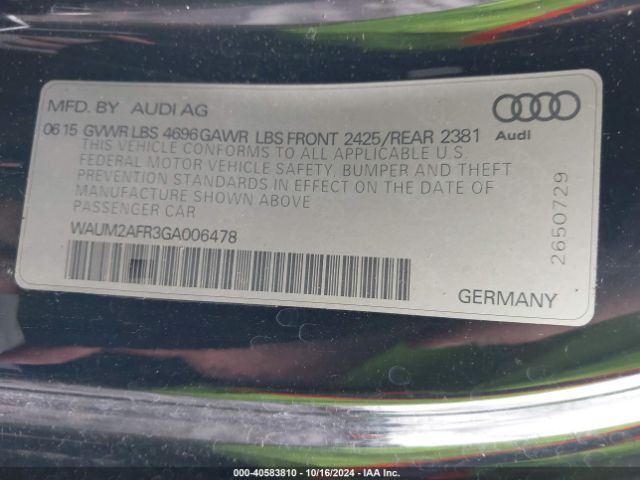 MFD. BY AUDI AG
06 15 GVWR LBS 4696 GAWR LBS FRONT 2425/REAR 2381
THIS VEHICLE CONFORMS TO ALL APPLICABLE U.S.
FEDERAL MOTOR VEHICLE SAFETY, BUMPER AND THEFT
PREVENTION STANDARDS IN EFFECT ON THE DATE OF
MANUFACTURE SHOWN ABOVE
PASSENGER CAR
WAUM2AFR3GA006478
Audi
2650729
GERMANY
000-40583810 | 10/16/2024 | IAA Inc.